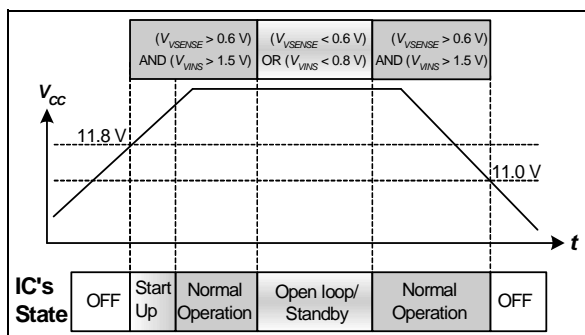 (VVSENSE > 0.6 V)
AND (VVINS > 1.5 V)
(VVSENSE < 0.6 V)
OR (VVINS < 0.8 V)
(VVSENSE > 0.6 V)
AND (VVINS > 1.5 V)
VCC
11.8 V
11.0 V
t
IC's
State
OFF
Start
Up
Normal
Operation
Open loop/
Standby
Normal
Operation
OFF